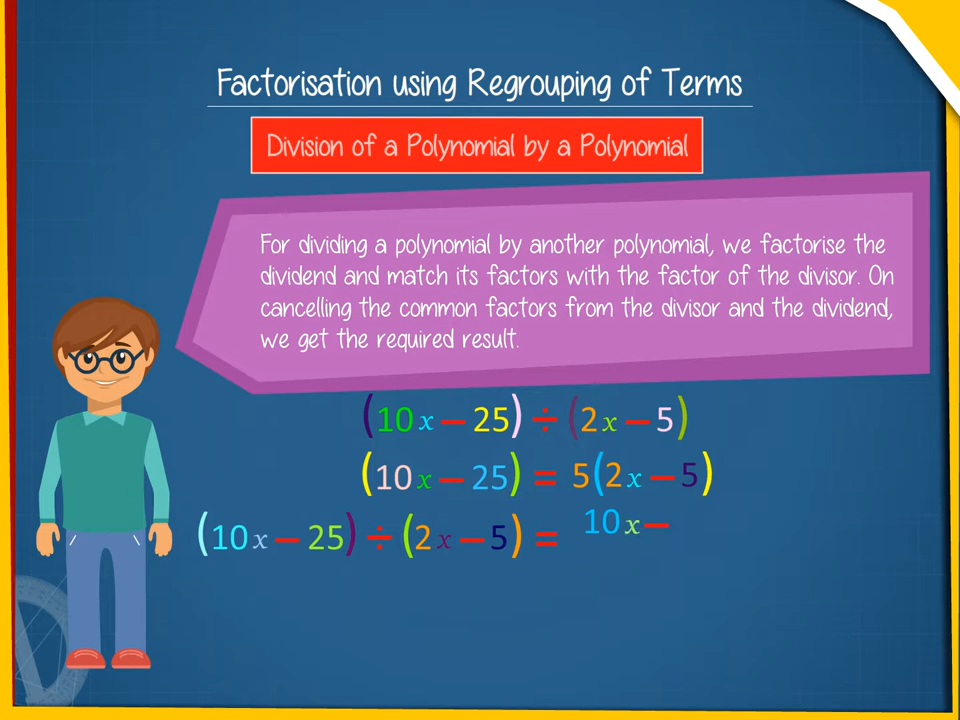 Factorisation using Regrouping of Terms
Division of a Polynomial by a Polynomial
For dividing a polynomial by another polynomial, we factorise the
dividend and match its factors with the factor of the divisor. On
cancelling the common factors from the divisor and the dividend,
we get the required result.
(10x − 25) ÷ (2x − 5)
(10x − 25) = 5(2x − 5)
(10x − 25) ÷ (2x − 5) = 10x −